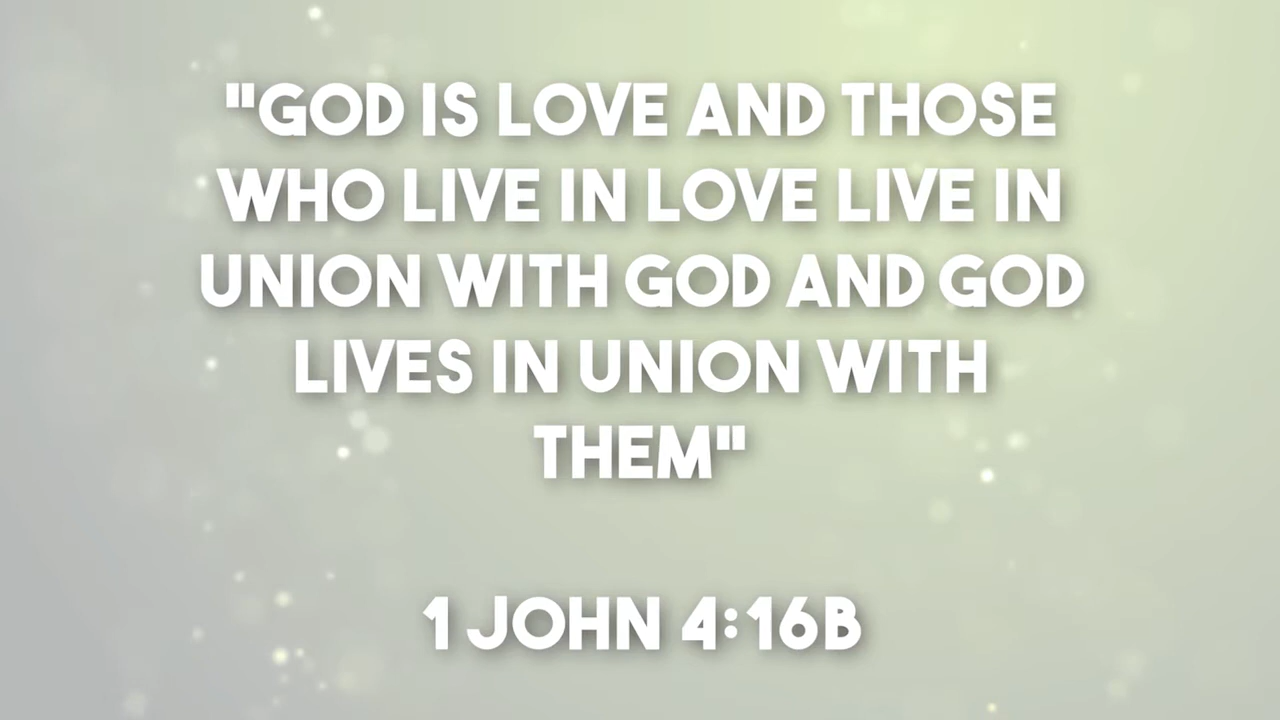 "GOD IS LOVE AND THOSE
WHO LIVE IN LOVE LIVE IN
UNION WITH GOD AND GOD
LIVES IN UNION WITH
THEM"
1 JOHN 4:16B